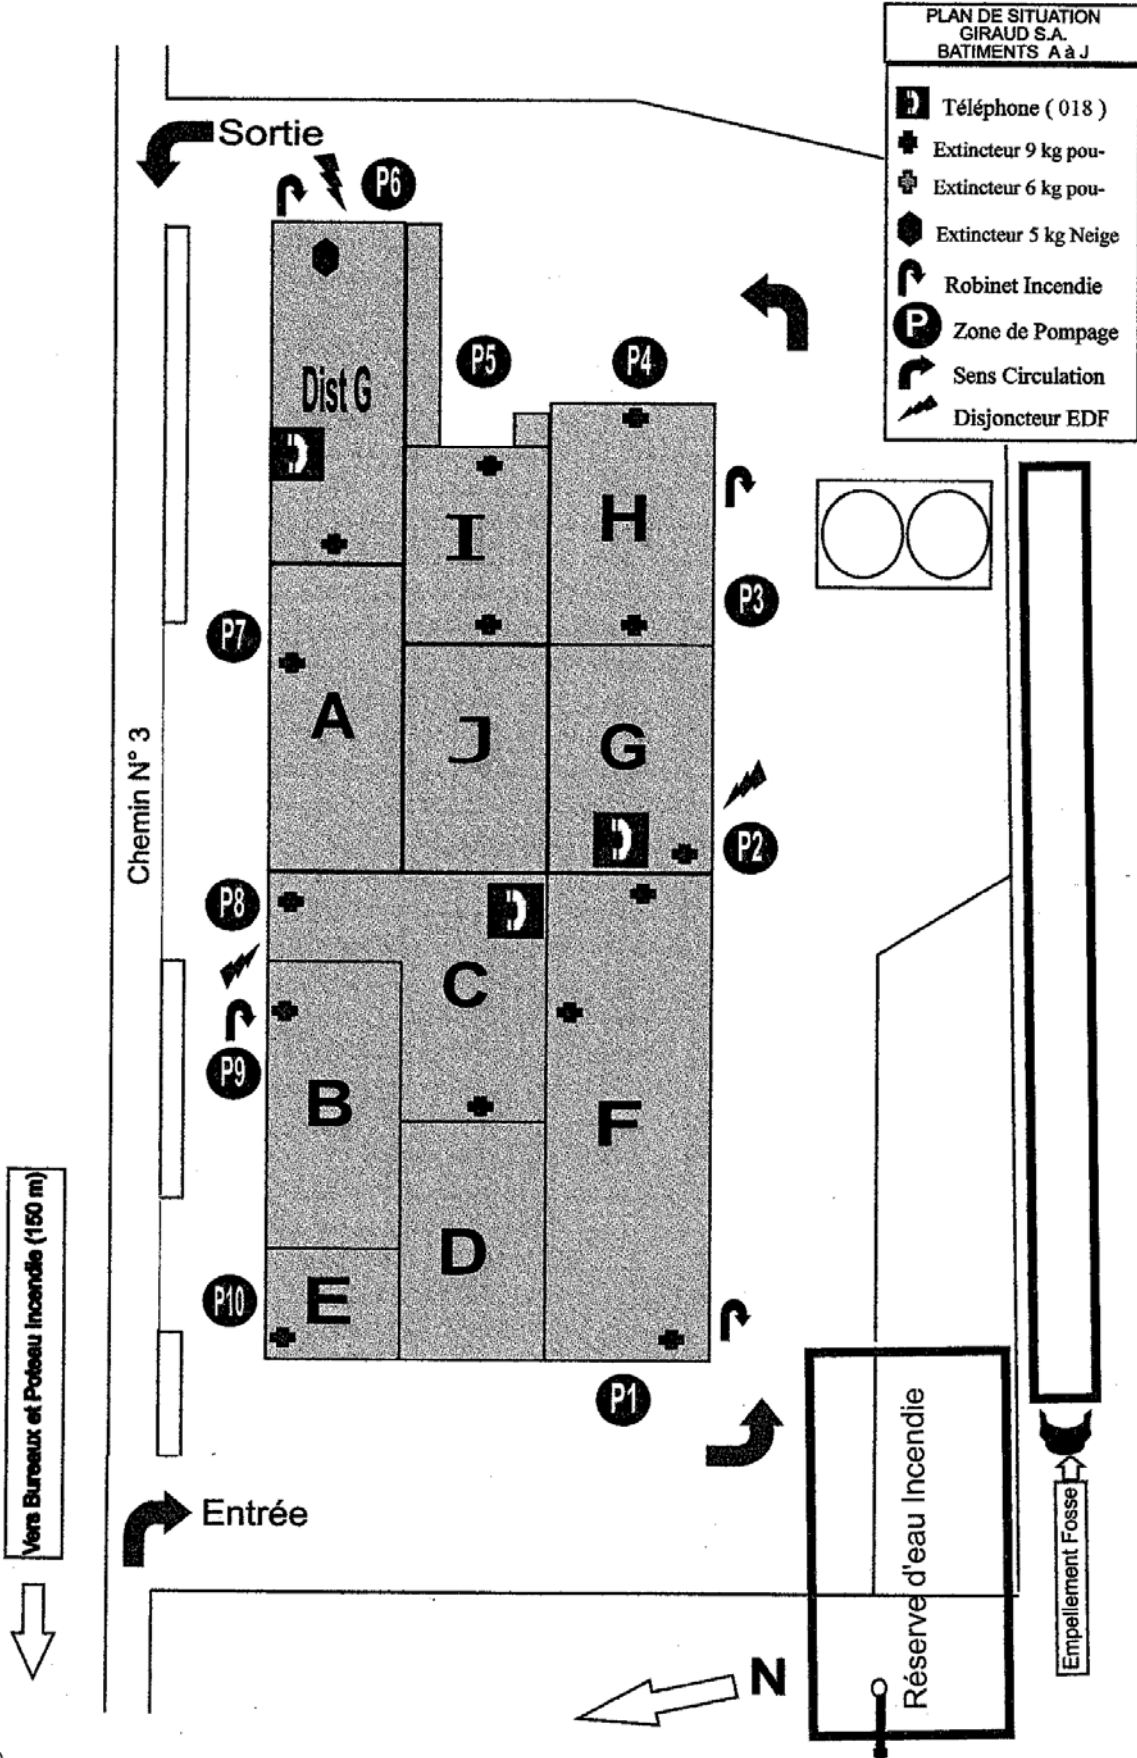 PLAN DE SITUATION
GIRAUD S.A.
BATIMENTS A à J
Téléphone ( 018 )
Extincteur 9 kg pou-
Extincteur 6 kg pou-
Extincteur 5 kg Neige
Robinet Incendie
P Zone de Pompage
Sens Circulation
Disjoncteur EDF
Sortie
P6
P5
P4
Dist G
I
H
P3
P7
A
J
G
P2
Chemin N° 3
P8
C
P9
B
F
D
P10
E
P1
Vers Bureaux et Poteau Incendie (150 m)
Entrée
Réserve d'eau Incendie
Empellement Fosse
N